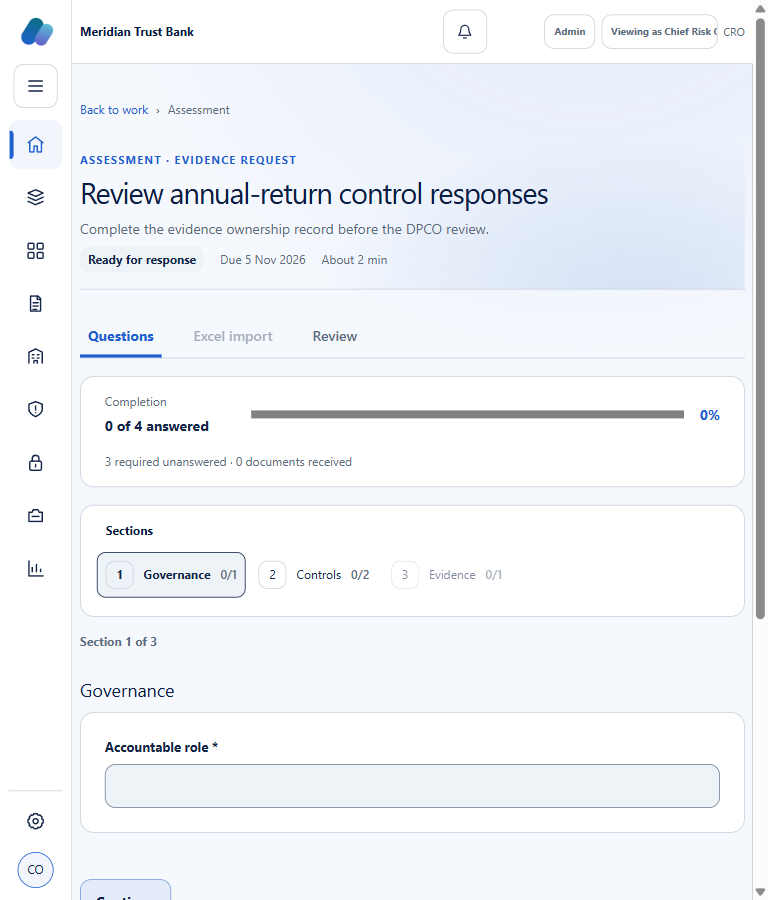 Meridian Trust Bank
Admin
Viewing as Chief Risk
CRO
Back to work › Assessment
ASSESSMENT · EVIDENCE REQUEST
Review annual-return control responses
Complete the evidence ownership record before the DPCO review.
Ready for response Due 5 Nov 2026 About 2 min
Questions Excel import Review
Completion
0 of 4 answered
0%
3 required unanswered · 0 documents received
Sections
1 Governance 0/1 2 Controls 0/2 3 Evidence 0/1
Section 1 of 3
Governance
Accountable role *
CO